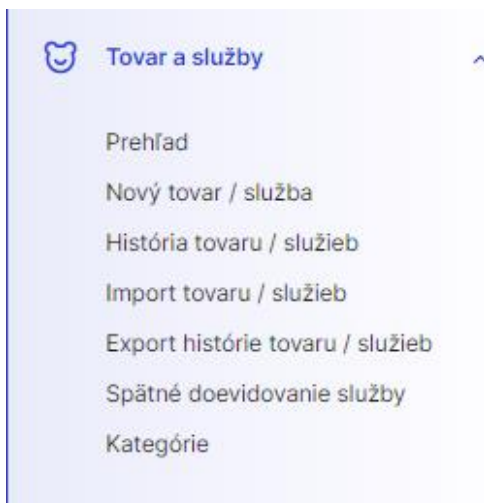 Tovar a služby
Prehľad
Nový tovar / služba
História tovaru / služieb
Import tovaru / služieb
Export histórie tovaru / služieb
Spätné doevidovanie služby
Kategórie